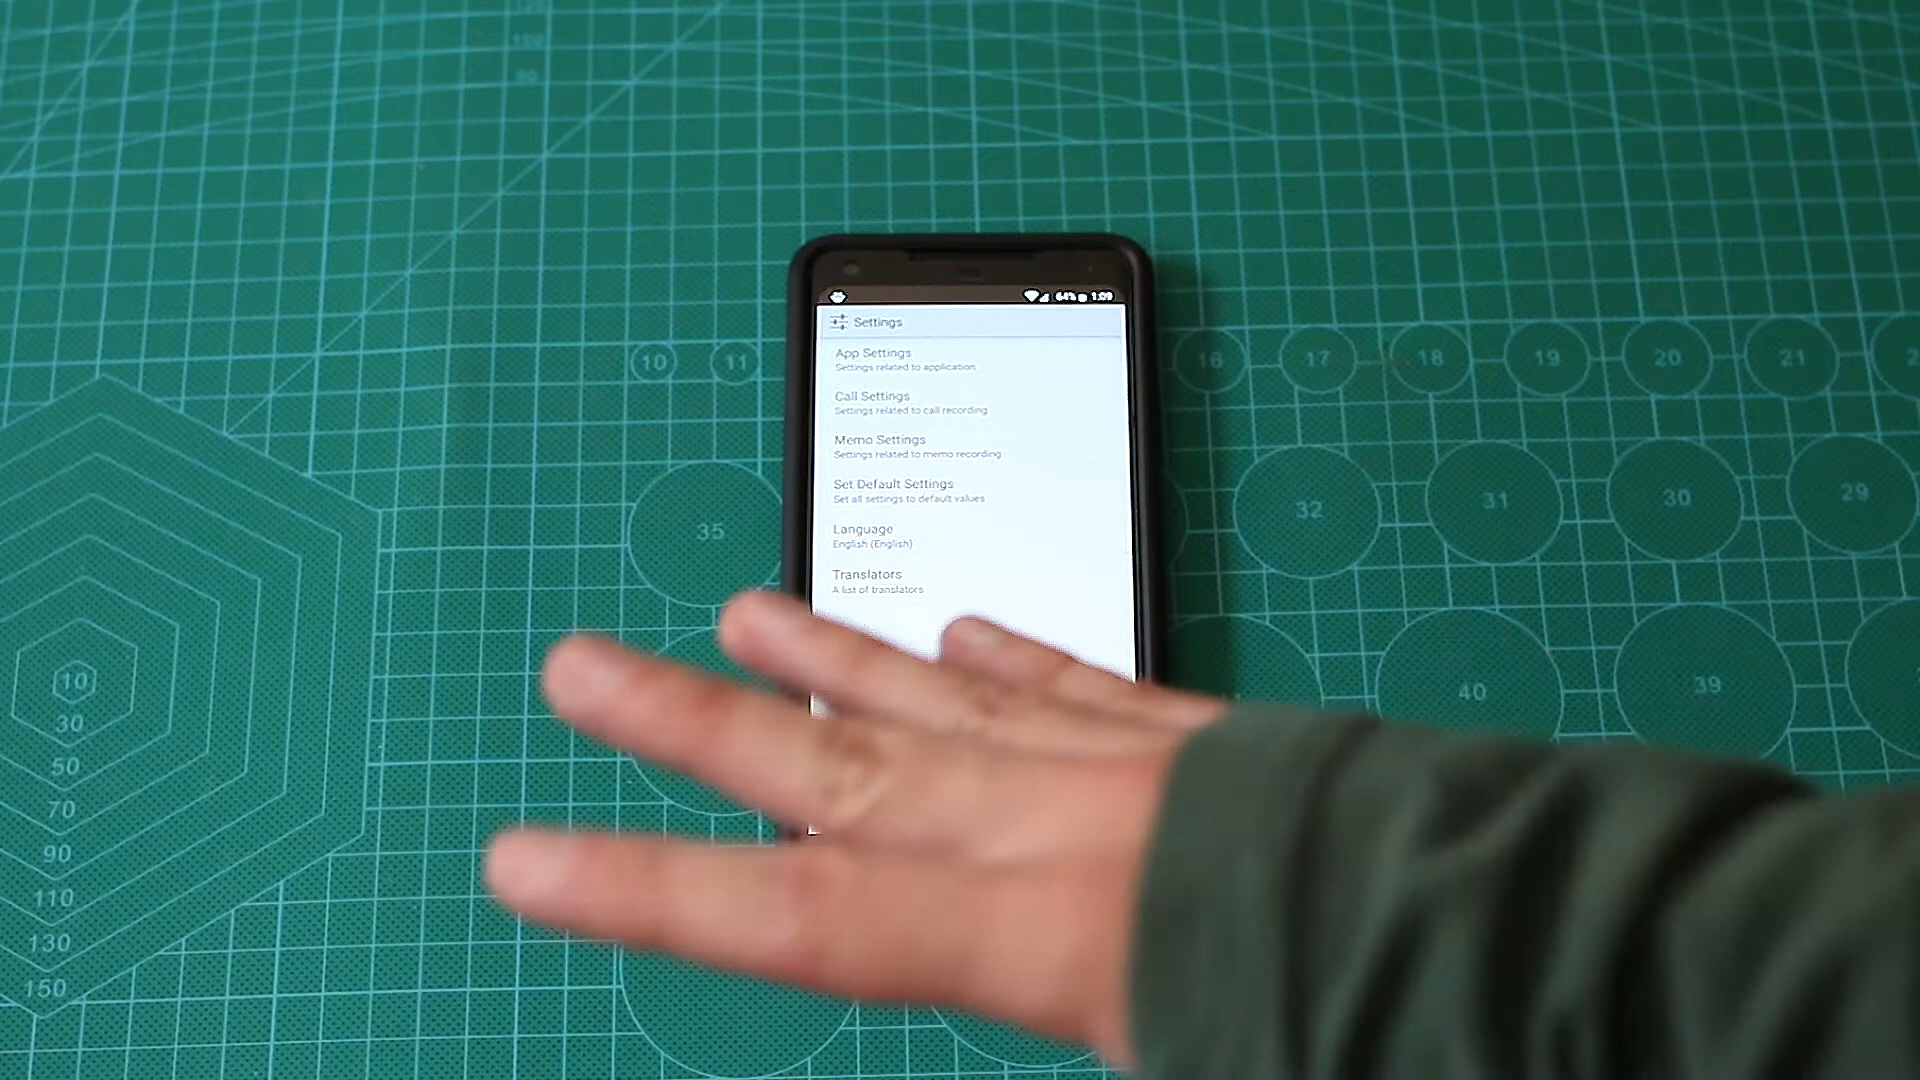 64% 1:09
Settings
App Settings
Settings related to application
Call Settings
Settings related to call recording
Memo Settings
Settings related to memo recording
Set Default Settings
Set all settings to default values
Language
English (English)
Translators
A list of translators
10 11 16 17 18 19 20 21
35 32 31 30 29
40 39
10
30
50
70
90
110
130
150